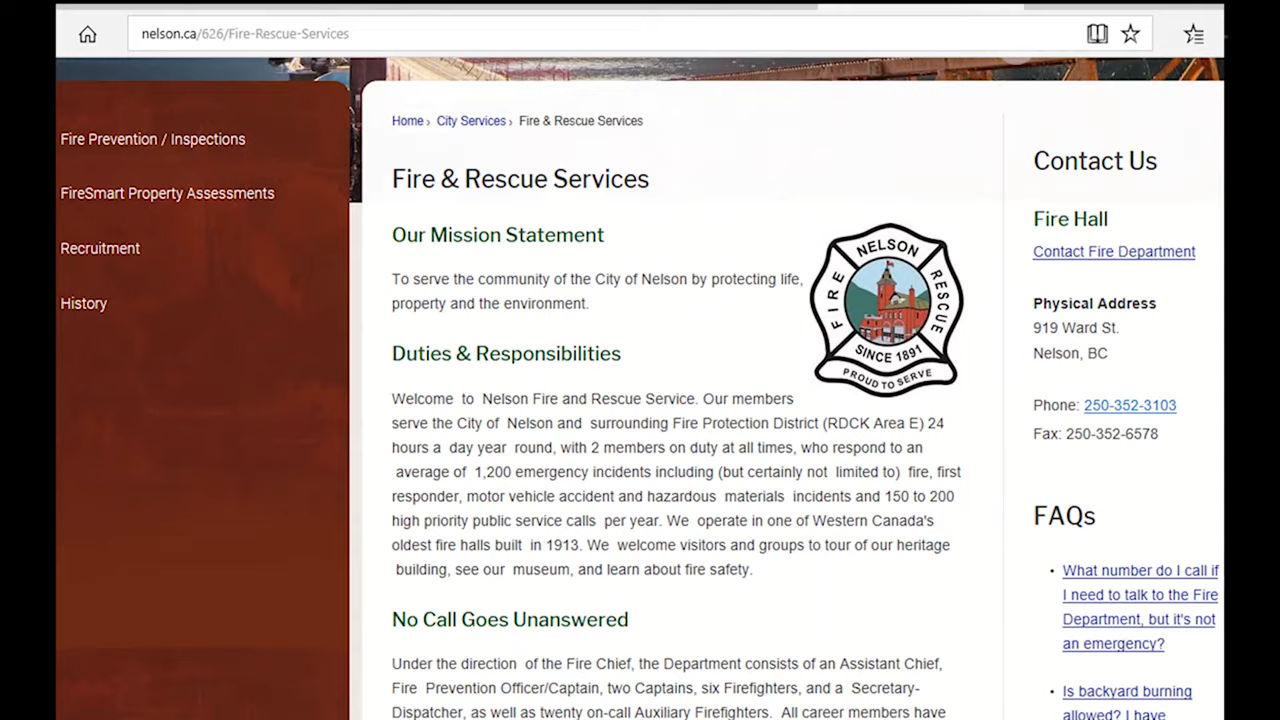 nelson.ca/626/Fire-Rescue-Services
Fire Prevention / Inspections
FireSmart Property Assessments
Recruitment
History
Home › City Services › Fire & Rescue Services
Fire & Rescue Services
Our Mission Statement
To serve the community of the City of Nelson by protecting life,
property and the environment.
NELSON
FIRE
RESCUE
SINCE 1891
PROUD TO SERVE
Duties & Responsibilities
Welcome to Nelson Fire and Rescue Service. Our members
serve the City of Nelson and surrounding Fire Protection District (RDCK Area E) 24
hours a day year round, with 2 members on duty at all times, who respond to an
average of 1,200 emergency incidents including (but certainly not limited to) fire, first
responder, motor vehicle accident and hazardous materials incidents and 150 to 200
high priority public service calls per year. We operate in one of Western Canada's
oldest fire halls built in 1913. We welcome visitors and groups to tour of our heritage
building, see our museum, and learn about fire safety.
No Call Goes Unanswered
Under the direction of the Fire Chief, the Department consists of an Assistant Chief,
Fire Prevention Officer/Captain, two Captains, six Firefighters, and a Secretary-
Dispatcher, as well as twenty on-call Auxiliary Firefighters. All career members have
Contact Us
Fire Hall
Contact Fire Department
Physical Address
919 Ward St.
Nelson, BC
Phone: 250-352-3103
Fax: 250-352-6578
FAQs
• What number do I call if
I need to talk to the Fire
Department, but it's not
an emergency?
• Is backyard burning
allowed? I have